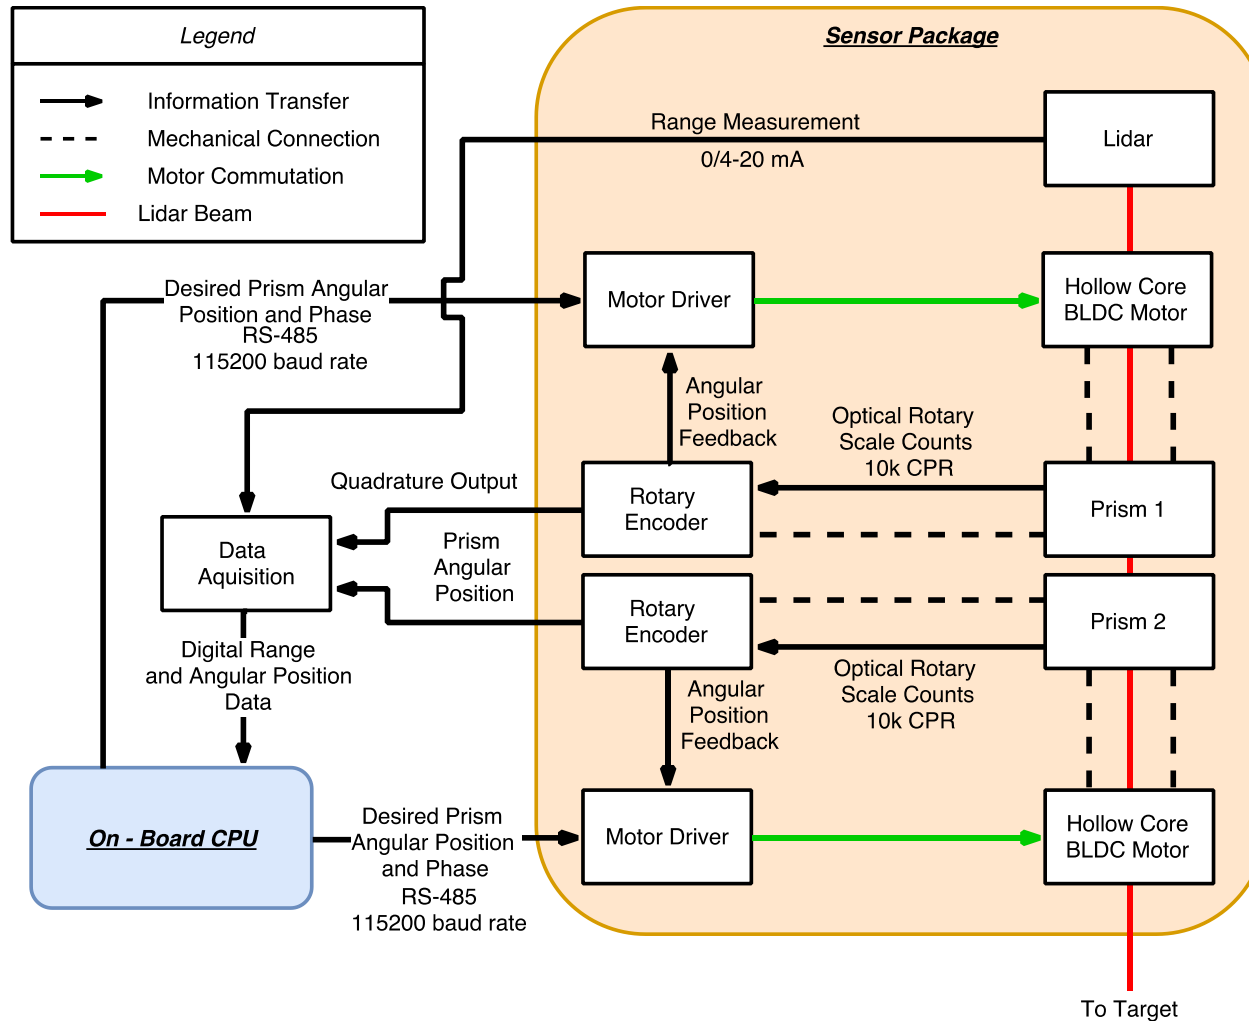 Legend
Information Transfer
Mechanical Connection
Motor Commutation
Lidar Beam
Sensor Package
Range Measurement
0/4-20 mA
Lidar
Desired Prism Angular
Position and Phase
RS-485
115200 baud rate
Motor Driver
Hollow Core
BLDC Motor
Angular
Position
Feedback
Optical Rotary
Scale Counts
10k CPR
Quadrature Output
Rotary
Encoder
Prism 1
Data
Aquisition
Prism
Angular
Position
Rotary
Encoder
Prism 2
Digital Range
and Angular Position
Data
Angular
Position
Feedback
Optical Rotary
Scale Counts
10k CPR
On - Board CPU
Desired Prism
Angular Position
and Phase
RS-485
115200 baud rate
Motor Driver
Hollow Core
BLDC Motor
To Target